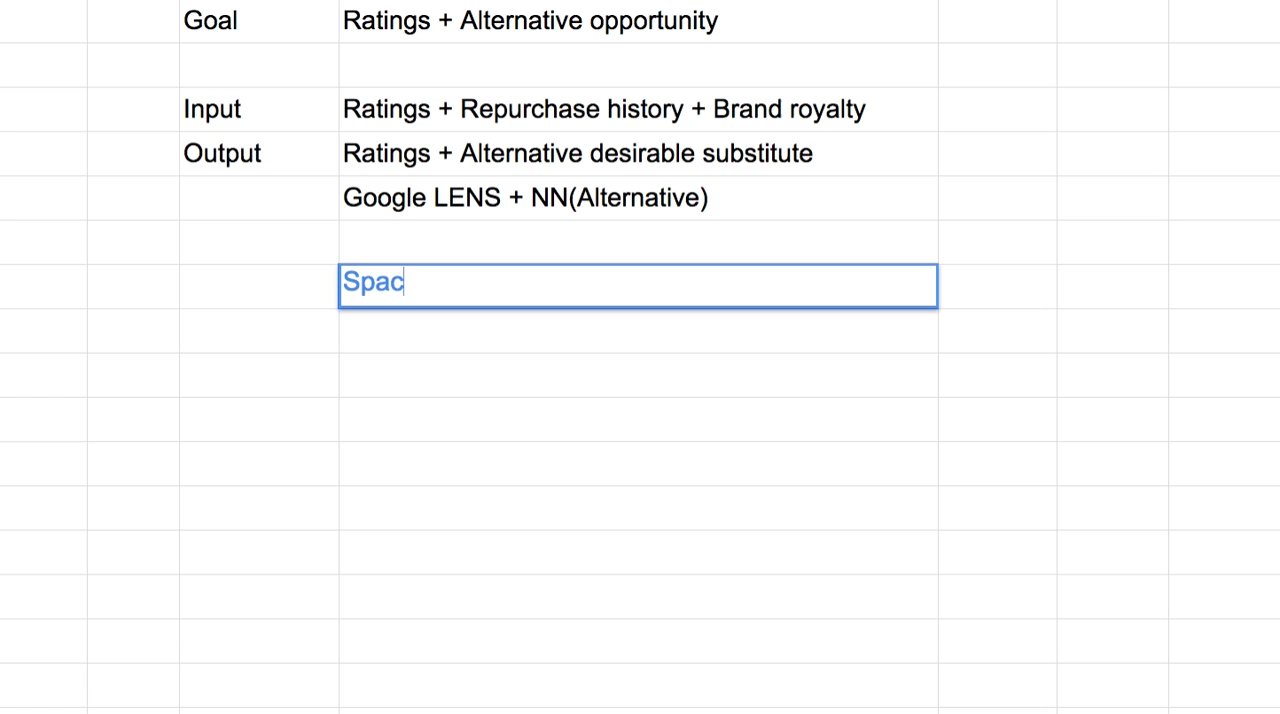 Goal Ratings + Alternative opportunity
Input Ratings + Repurchase history + Brand royalty
Output Ratings + Alternative desirable substitute
Google LENS + NN(Alternative)
Spac